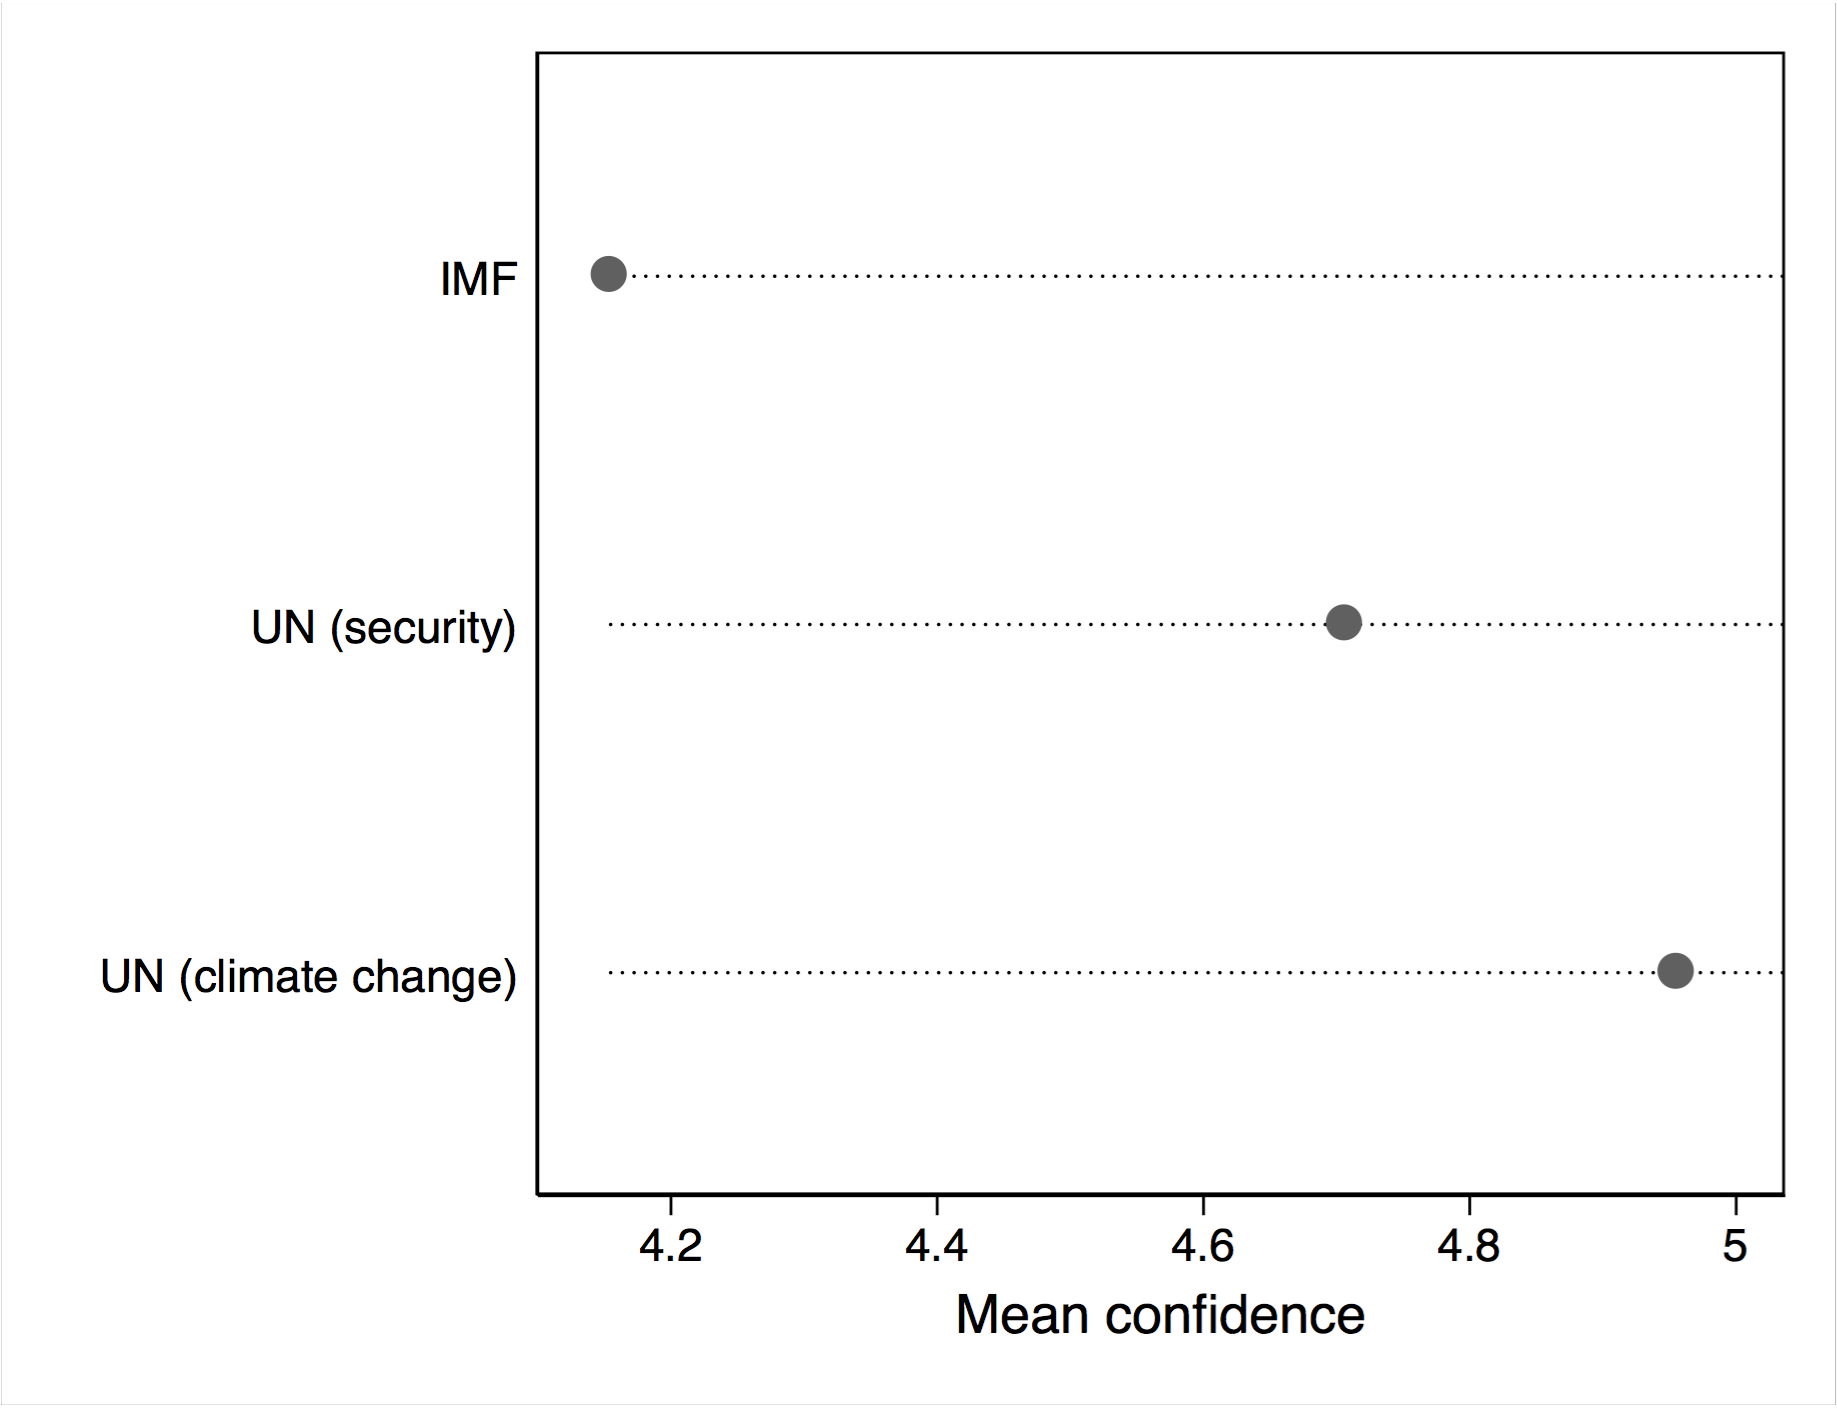 IMF
UN (security)
UN (climate change)
4.2 4.4 4.6 4.8 5
Mean confidence